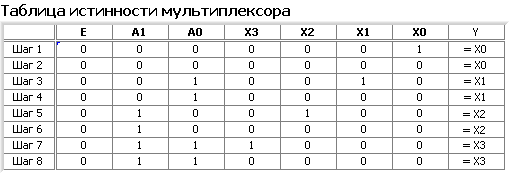 Таблица истинности мультиплексора
E A1 A0 X3 X2 X1 X0 Y
Шаг 1 0 0 0 0 0 0 1 = X0
Шаг 2 0 0 0 0 0 0 0 = X0
Шаг 3 0 0 1 0 0 1 0 = X1
Шаг 4 0 0 1 0 0 0 0 = X1
Шаг 5 0 1 0 0 1 0 0 = X2
Шаг 6 0 1 0 0 0 0 0 = X2
Шаг 7 0 1 1 1 0 0 0 = X3
Шаг 8 0 1 1 0 0 0 0 = X3